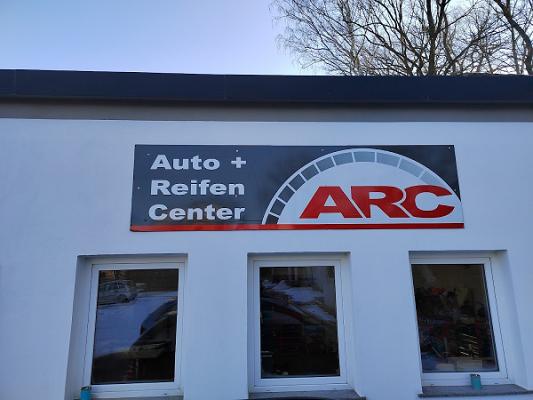 Auto +
Reifen
Center
ARC